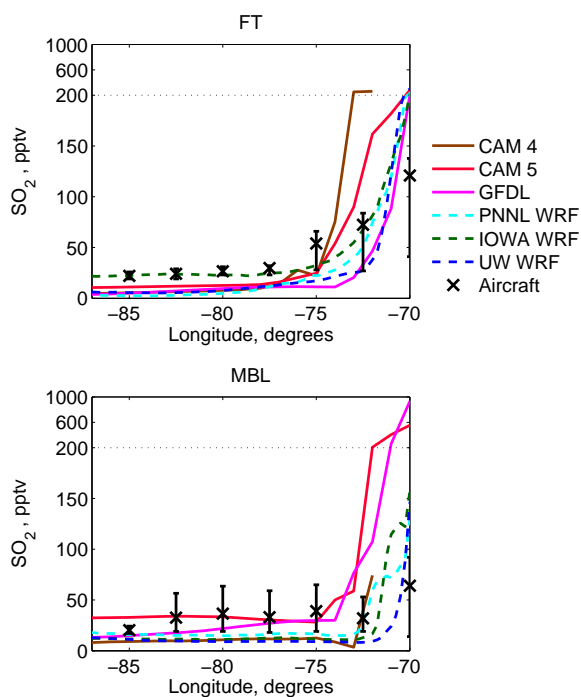 FT
1000
600
200
150
100
50
0
SO2, pptv
−85
−80
−75
−70
Longitude, degrees
CAM 4
CAM 5
GFDL
PNNL WRF
IOWA WRF
UW WRF
Aircraft
MBL
1000
600
200
150
100
50
0
SO2, pptv
−85
−80
−75
−70
Longitude, degrees